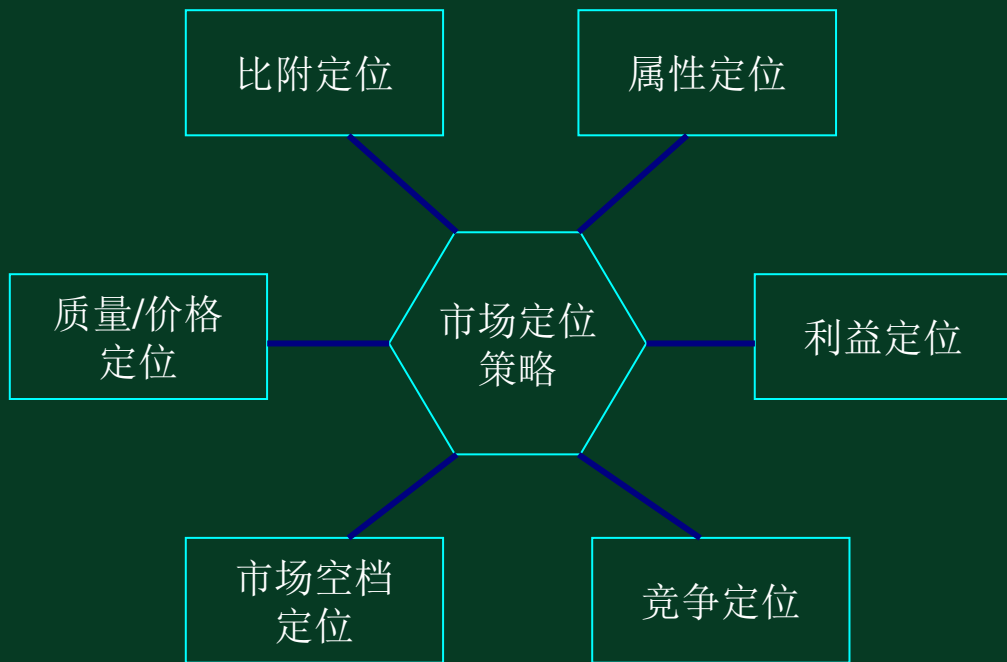 比附定位
属性定位
质量/价格
定位
市场定位
策略
利益定位
市场空档
定位
竞争定位